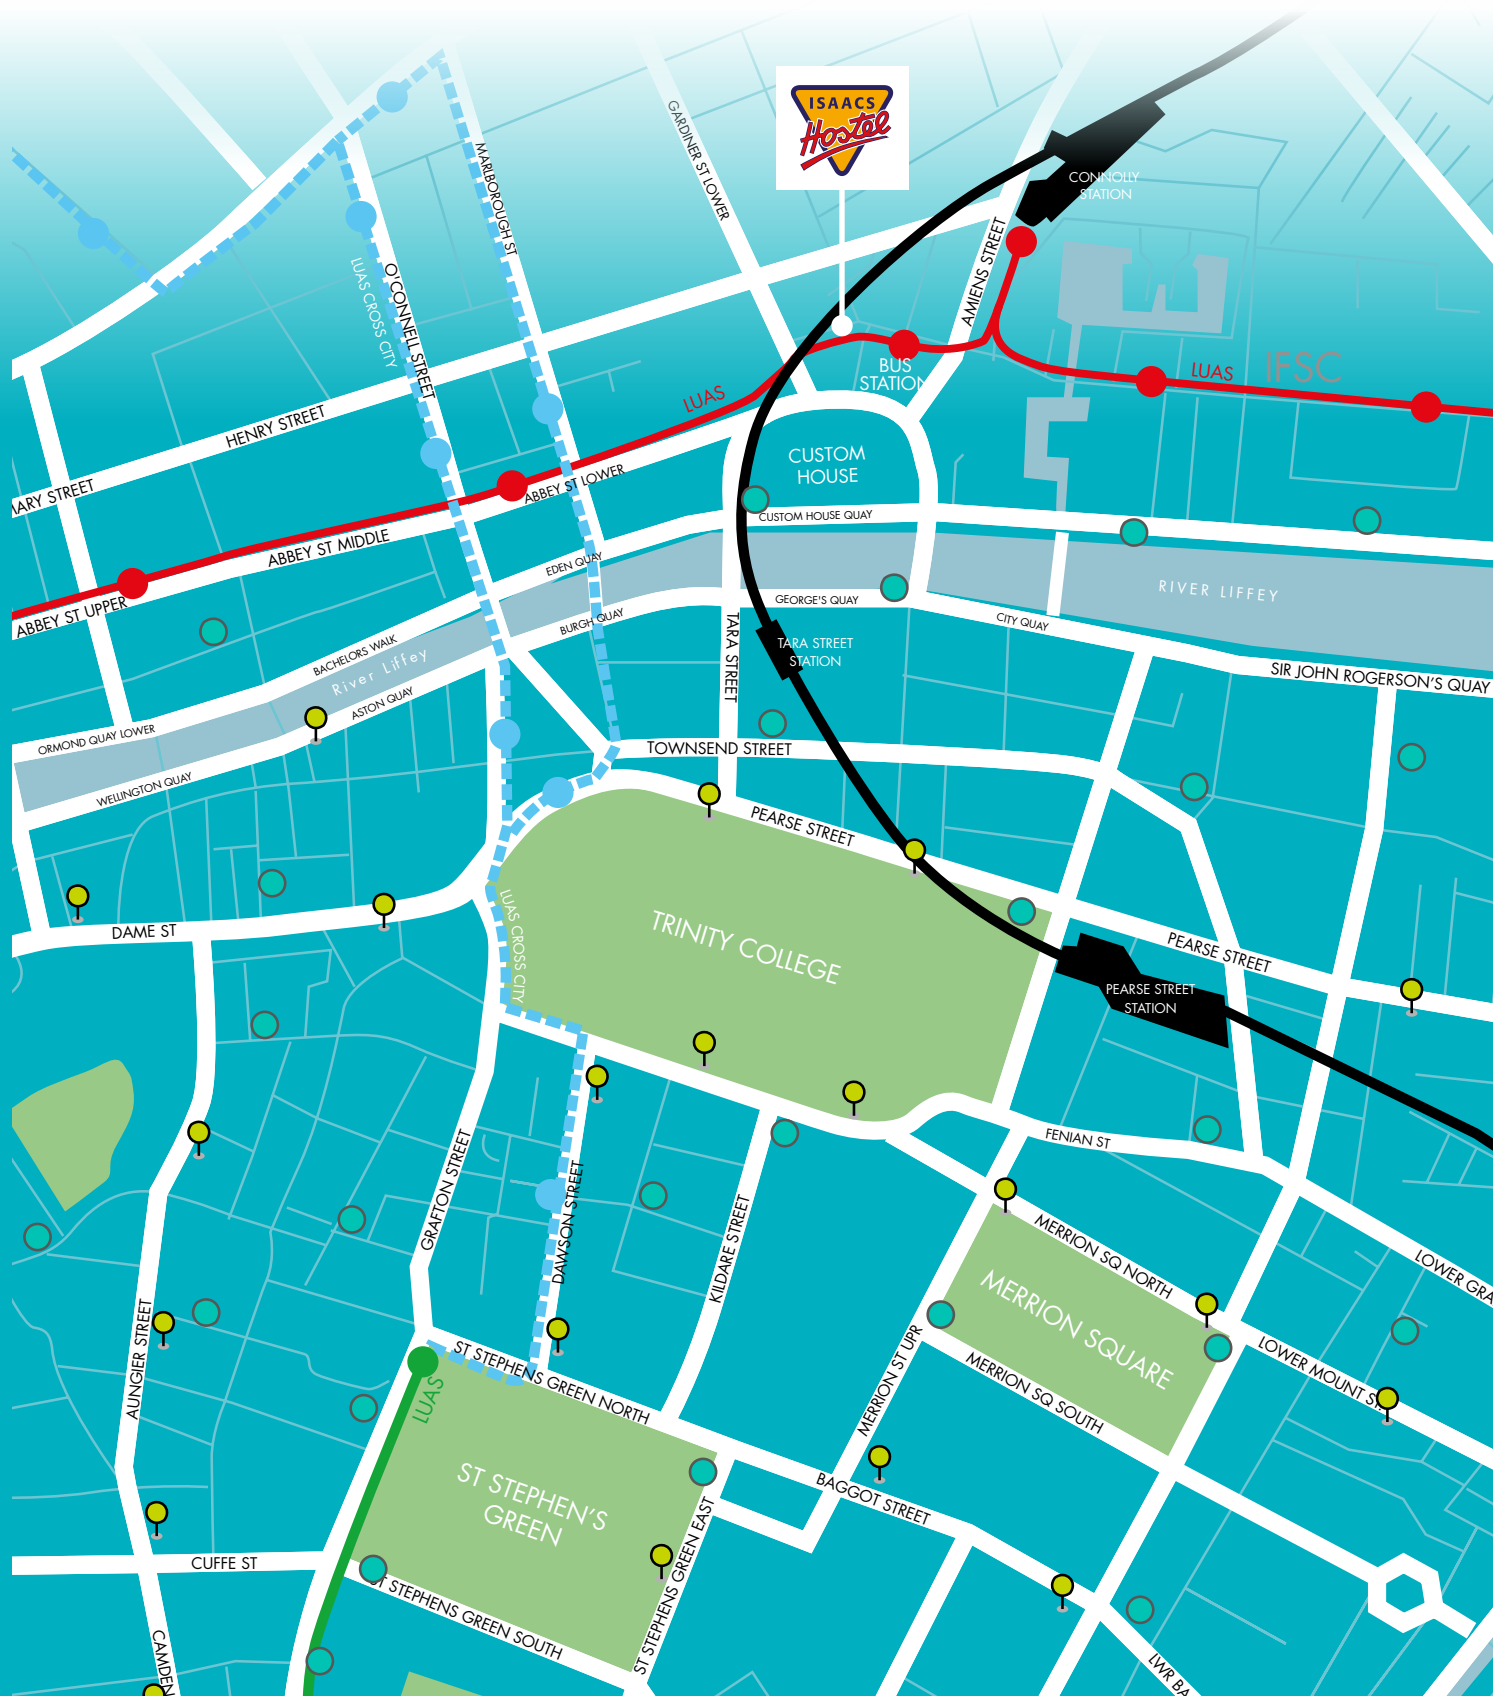 ISAACS
Hostel
GARDINER ST LOWER
MARLBOROUGH ST
CONNOLLY
STATION
AMIENS STREET
LUAS CROSS CITY
O'CONNELL STREET
BUS
STATION
LUAS
IFSC
LUAS
HENRY STREET
CUSTOM
HOUSE
ARY STREET
ABBEY ST LOWER
CUSTOM HOUSE QUAY
ABBEY ST MIDDLE
EDEN QUAY
RIVER LIFFEY
ABBEY ST UPPER
GEORGE'S QUAY
CITY QUAY
BURGH QUAY
BACHELORS WALK
River Liffey
TARA STREET
TARA STREET
STATION
SIR JOHN ROGERSON'S QUAY
ASTON QUAY
ORMOND QUAY LOWER
TOWNSEND STREET
WELLINGTON QUAY
PEARSE STREET
DAME ST
LUAS CROSS CITY
TRINITY COLLEGE
PEARSE STREET
PEARSE STREET
STATION
FENIAN ST
GRAFTON STREET
DAWSON STREET
KILDARE STREET
MERRION SQ NORTH
LOWER GRA
MERRION SQUARE
AUNGIER STREET
ST STEPHENS GREEN NORTH
MERRION ST UPR
MERRION SQ SOUTH
LOWER MOUNT ST
LUAS
ST STEPHEN'S
GREEN
BAGGOT STREET
ST STEPHENS GREEN EAST
CUFFE ST
ST STEPHENS GREEN SOUTH
CAMDEN
LWR BA